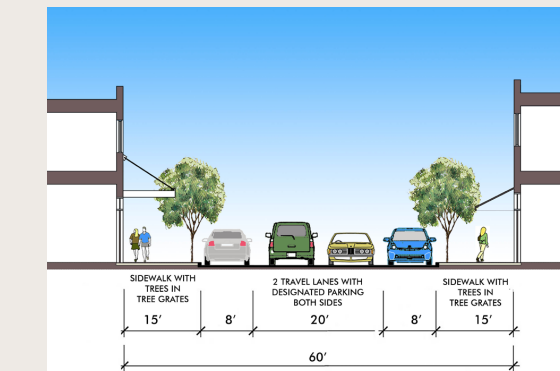 SIDEWALK WITH
TREES IN
TREE GRATES
2 TRAVEL LANES WITH
DESIGNATED PARKING
BOTH SIDES
SIDEWALK WITH
TREES IN
TREE GRATES
15' 8' 20' 8' 15'
60'